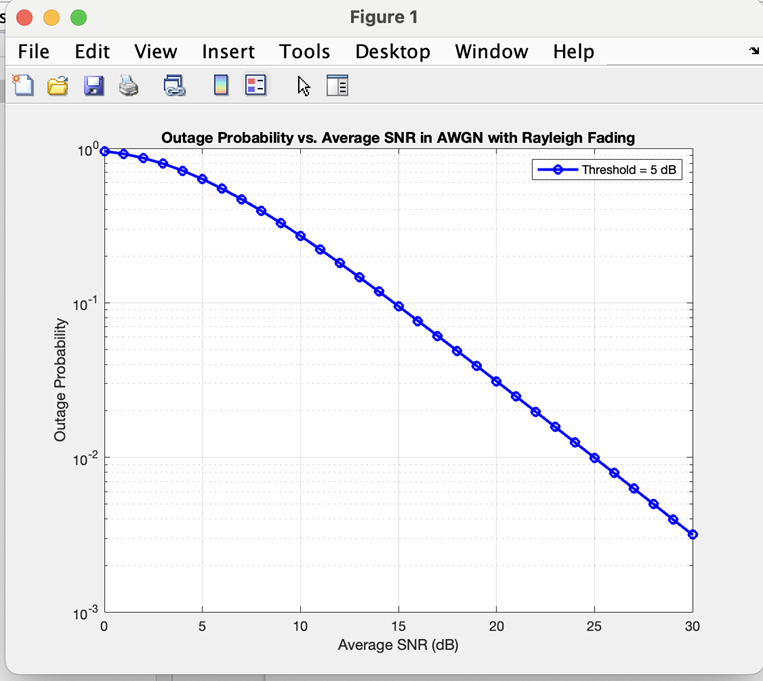 Figure 1
File Edit View Insert Tools Desktop Window Help
Outage Probability vs. Average SNR in AWGN with Rayleigh Fading
Threshold = 5 dB
10^0
10^-1
10^-2
10^-3
Outage Probability
0 5 10 15 20 25 30
Average SNR (dB)